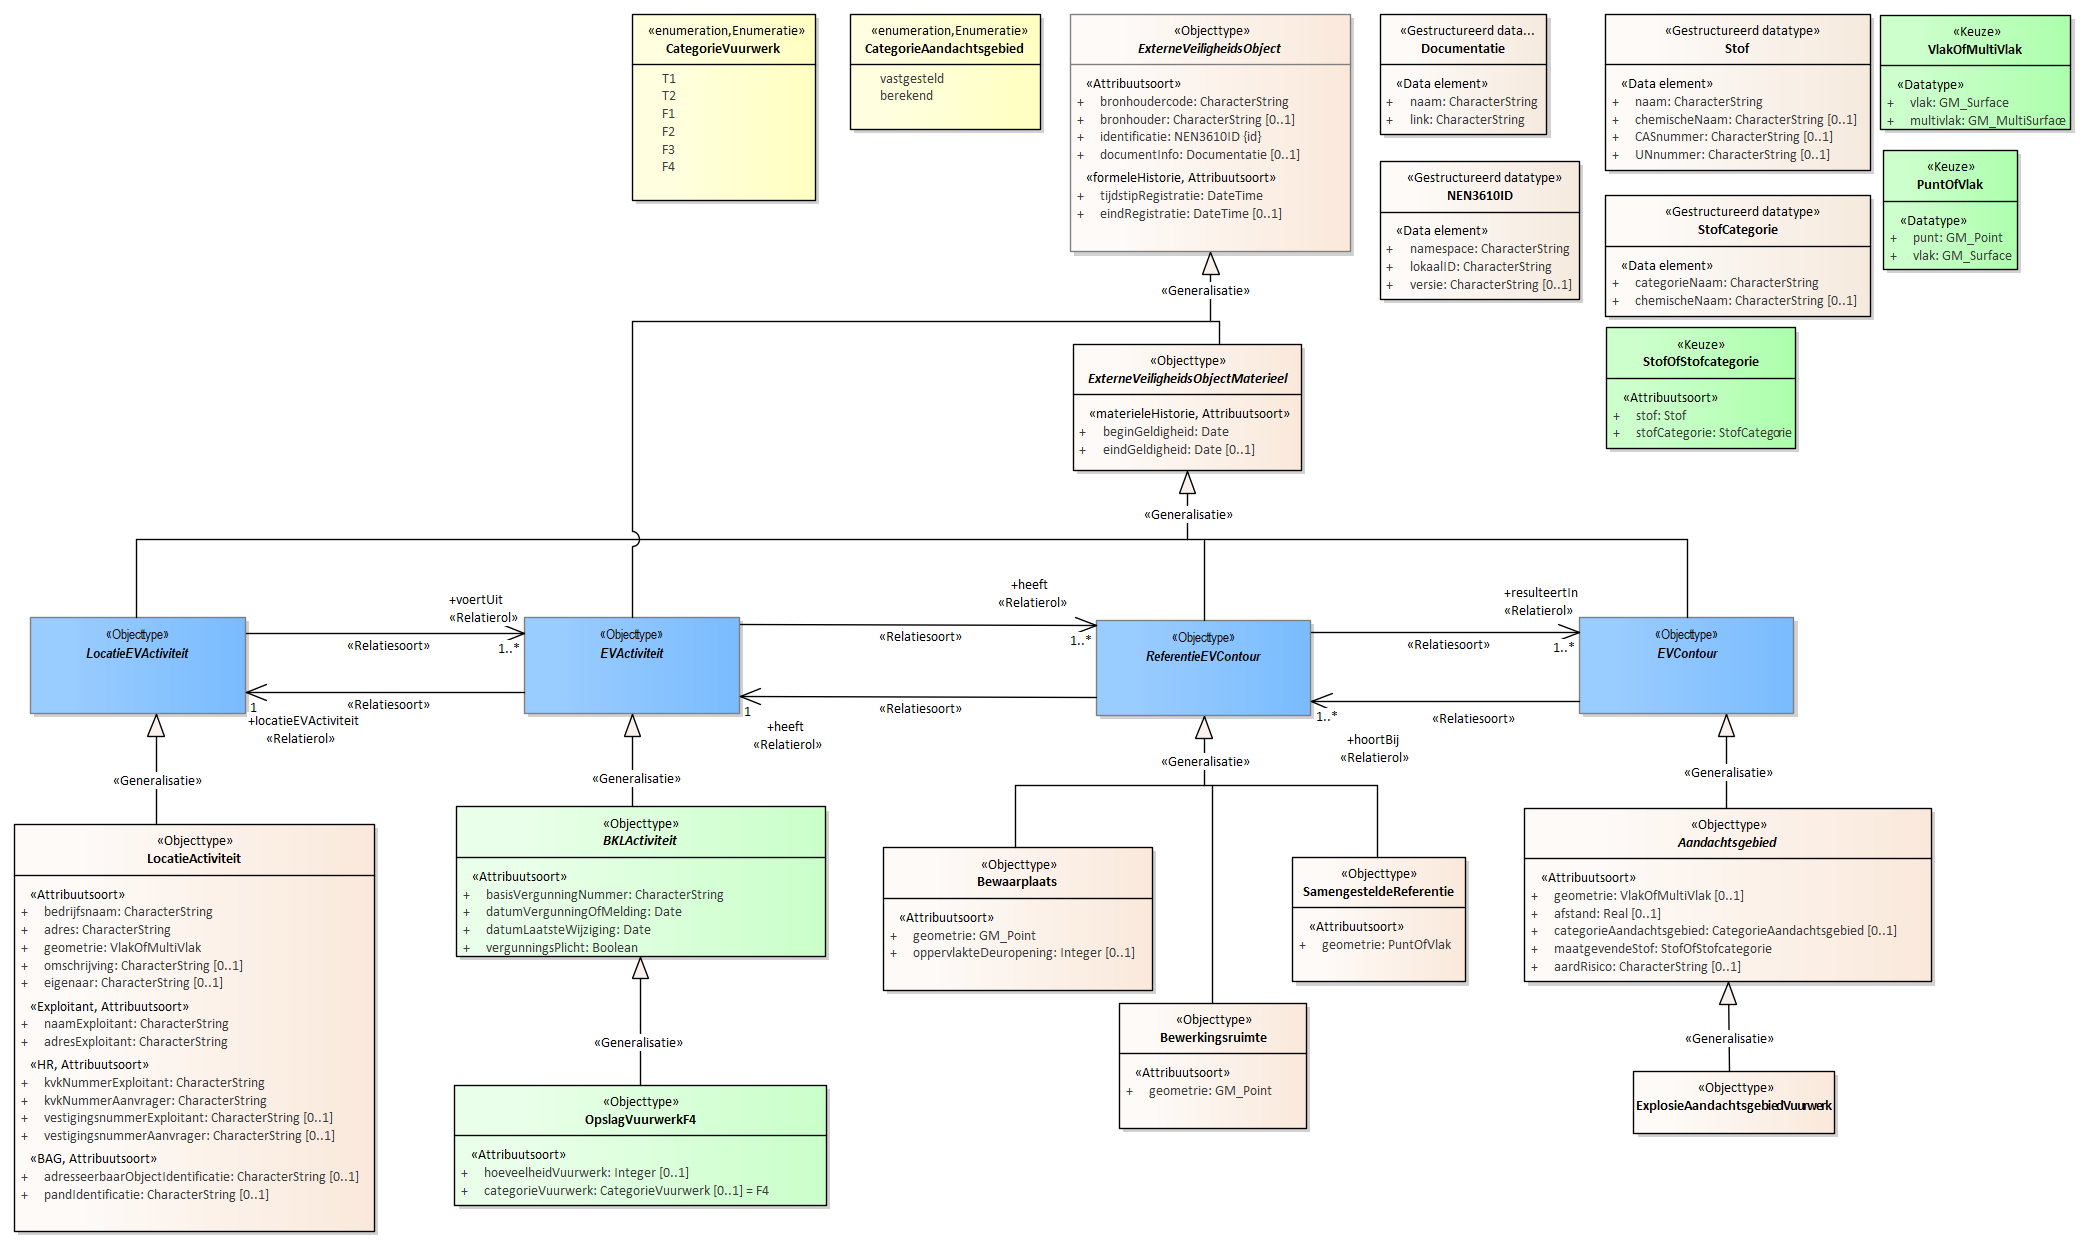 «enumeration,Enumeratie»
CategorieVuurwerk
T1
T2
F1
F2
F3
F4
«enumeration,Enumeratie»
CategorieAandachtsgebied
vastgesteld
berekend
«Objecttype»
ExterneVeiligheidsObject
«Attribuutsoort»
+ bronhoudercode: CharacterString
+ bronhouder: CharacterString [0..1]
+ identificatie: NEN3610ID {id}
+ documentInfo: Documentatie [0..1]
«formeleHistorie, Attribuutsoort»
+ tijdstipRegistratie: DateTime
+ eindRegistratie: DateTime [0..1]
«Gestructureerd data...
Documentatie
«Data element»
+ naam: CharacterString
+ link: CharacterString
«Gestructureerd datatype»
NEN3610ID
«Data element»
+ namespace: CharacterString
+ lokaalID: CharacterString
+ versie: CharacterString [0..1]
«Gestructureerd datatype»
Stof
«Data element»
+ naam: CharacterString
+ chemischeNaam: CharacterString [0..1]
+ CASnummer: CharacterString [0..1]
+ UNnummer: CharacterString [0..1]
«Gestructureerd datatype»
StofCategorie
«Data element»
+ categorieNaam: CharacterString
+ chemischeNaam: CharacterString [0..1]
«Keuze»
StofOfStofcategorie
«Attribuutsoort»
+ stof: Stof
+ stofCategorie: StofCategorie
«Keuze»
VlakOfMultiVlak
«Datatype»
+ vlak: GM_Surface
+ multivlak: GM_MultiSurface
«Keuze»
PuntOfVlak
«Datatype»
+ punt: GM_Point
+ vlak: GM_Surface
«Generalisatie»
«Objecttype»
ExterneVeiligheidsObjectMaterieel
«materieleHistorie, Attribuutsoort»
+ beginGeldigheid: Date
+ eindGeldigheid: Date [0..1]
«Generalisatie»
«Objecttype»
LocatieEVActiviteit
+voertUit
«Relatierol»
1..*
«Relatiesoort»
«Relatiesoort»
1
+locatieEVActiviteit
«Relatierol»
«Objecttype»
EVActiviteit
+heeft
«Relatierol»
1..*
«Relatiesoort»
«Relatiesoort»
1
+heeft
«Relatierol»
«Objecttype»
ReferentieEVContour
+resulteertIn
«Relatierol»
1..*
«Relatiesoort»
«Relatiesoort»
1..*
+hoortBij
«Relatierol»
«Objecttype»
EVContour
«Generalisatie»
«Generalisatie»
«Generalisatie»
«Generalisatie»
«Objecttype»
LocatieActiviteit
«Attribuutsoort»
+ bedrijfsnaam: CharacterString
+ adres: CharacterString
+ geometrie: VlakOfMultiVlak
+ omschrijving: CharacterString [0..1]
+ eigenaar: CharacterString [0..1]
«Exploitant, Attribuutsoort»
+ naamExploitant: CharacterString
+ adresExploitant: CharacterString
«HR, Attribuutsoort»
+ kvkNummerExploitant: CharacterString
+ kvkNummerAanvrager: CharacterString
+ vestigingsnummerExploitant: CharacterString [0..1]
+ vestigingsnummerAanvrager: CharacterString [0..1]
«BAG, Attribuutsoort»
+ adresseerbaarObjectIdentificatie: CharacterString [0..1]
+ pandIdentificatie: CharacterString [0..1]
«Objecttype»
BKLActiviteit
«Attribuutsoort»
+ basisVergunningNummer: CharacterString
+ datumVergunningOfMelding: Date
+ datumLaatsteWijziging: Date
+ vergunningsPlicht: Boolean
«Generalisatie»
«Objecttype»
OpslagVuurwerkF4
«Attribuutsoort»
+ hoeveelheidVuurwerk: Integer [0..1]
+ categorieVuurwerk: CategorieVuurwerk [0..1] = F4
«Objecttype»
Bewaarplaats
«Attribuutsoort»
+ geometrie: GM_Point
+ oppervlakteDeuropening: Integer [0..1]
«Objecttype»
Bewerkingsruimte
«Attribuutsoort»
+ geometrie: GM_Point
«Objecttype»
SamengesteldeReferentie
«Attribuutsoort»
+ geometrie: PuntOfVlak
«Objecttype»
Aandachtsgebied
«Attribuutsoort»
+ geometrie: VlakOfMultiVlak [0..1]
+ afstand: Real [0..1]
+ categorieAandachtsgebied: CategorieAandachtsgebied [0..1]
+ maatgevendeStof: StofOfStofcategorie
+ aardRisico: CharacterString [0..1]
«Generalisatie»
«Objecttype»
ExplosieAandachtsgebiedVuurwerk